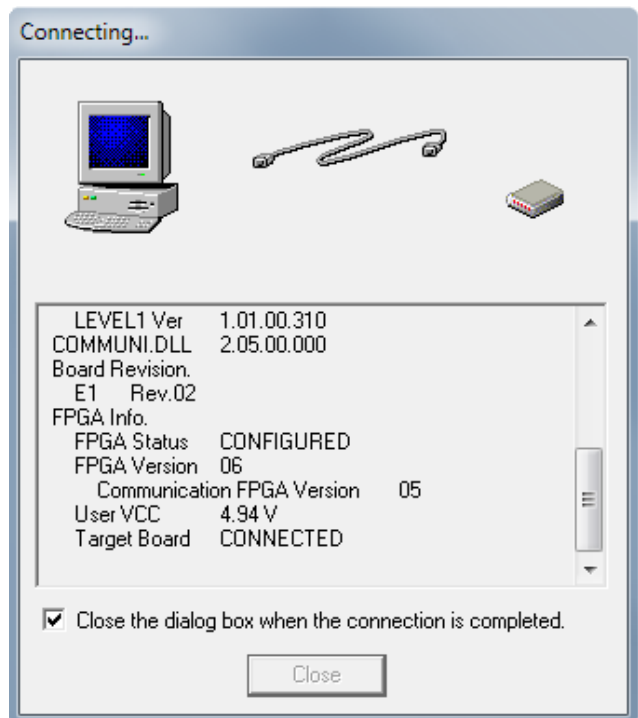 Connecting...
LEVEL1 Ver 1.01.00.310
COMMUNI.DLL 2.05.00.000
Board Revision.
E1 Rev.02
FPGA Info.
FPGA Status CONFIGURED
FPGA Version 06
Communication FPGA Version 05
User VCC 4.94 V
Target Board CONNECTED
Close the dialog box when the connection is completed.
Close